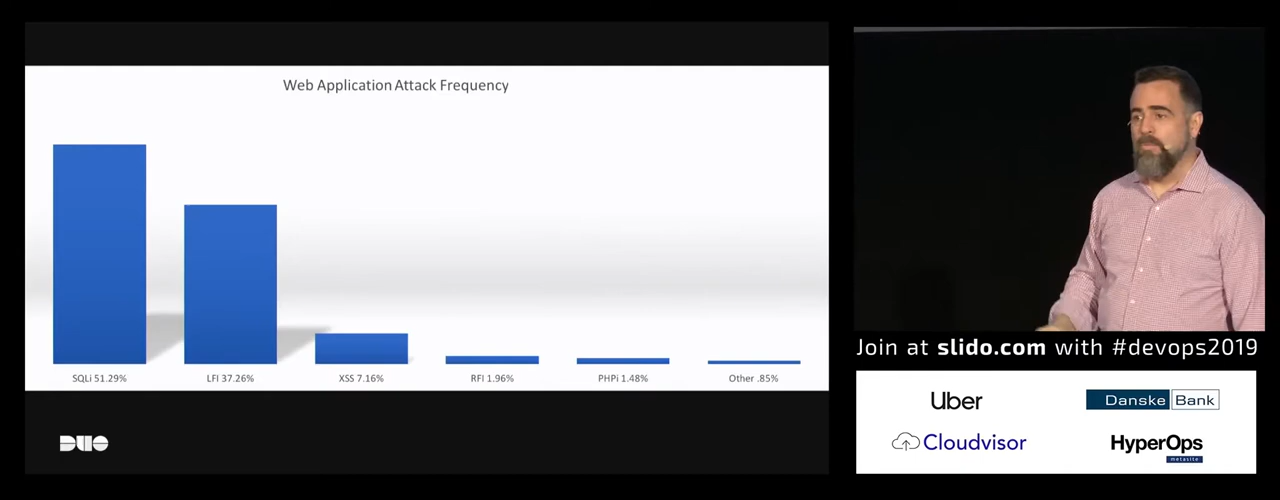 Web Application Attack Frequency
SQLi 51.29%
LFI 37.26%
XSS 7.16%
RFI 1.96%
PHPi 1.48%
Other .85%
DUO
Join at slido.com with #devops2019
Uber
Danske Bank
Cloudvisor
HyperOps
metasite